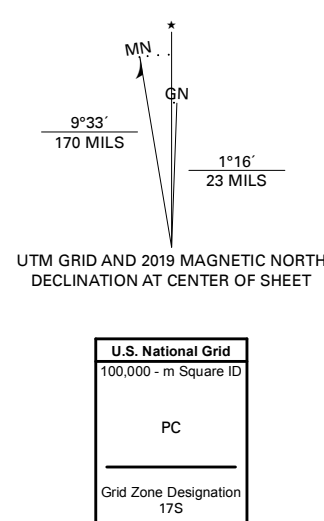 ★
MN
GN
9°33´
170 MILS
1°16´
23 MILS
UTM GRID AND 2019 MAGNETIC NORTH
DECLINATION AT CENTER OF SHEET
U.S. National Grid
100,000 - m Square ID
PC
Grid Zone Designation
17S